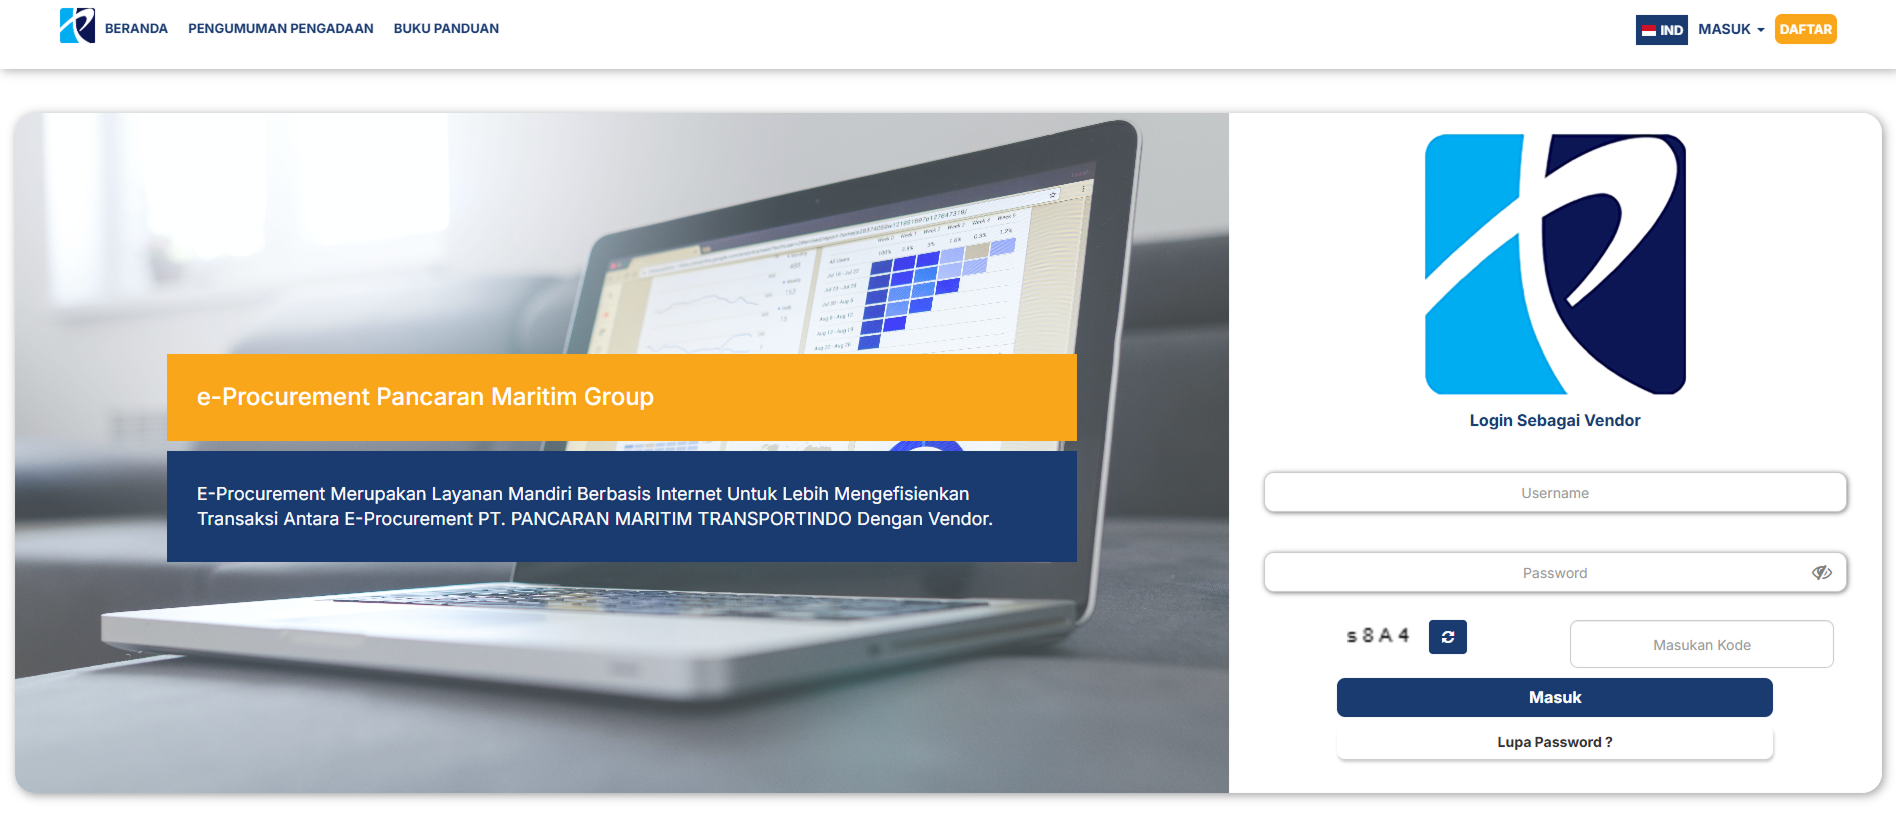 BERANDA
PENGUMUMAN PENGADAAN
BUKU PANDUAN
IND
MASUK
DAFTAR
e-Procurement Pancaran Maritim Group
E-Procurement Merupakan Layanan Mandiri Berbasis Internet Untuk Lebih Mengefisienkan
Transaksi Antara E-Procurement PT. PANCARAN MARITIM TRANSPORTINDO Dengan Vendor.
Login Sebagai Vendor
Username
Password
s8A4
Masukan Kode
Masuk
Lupa Password ?